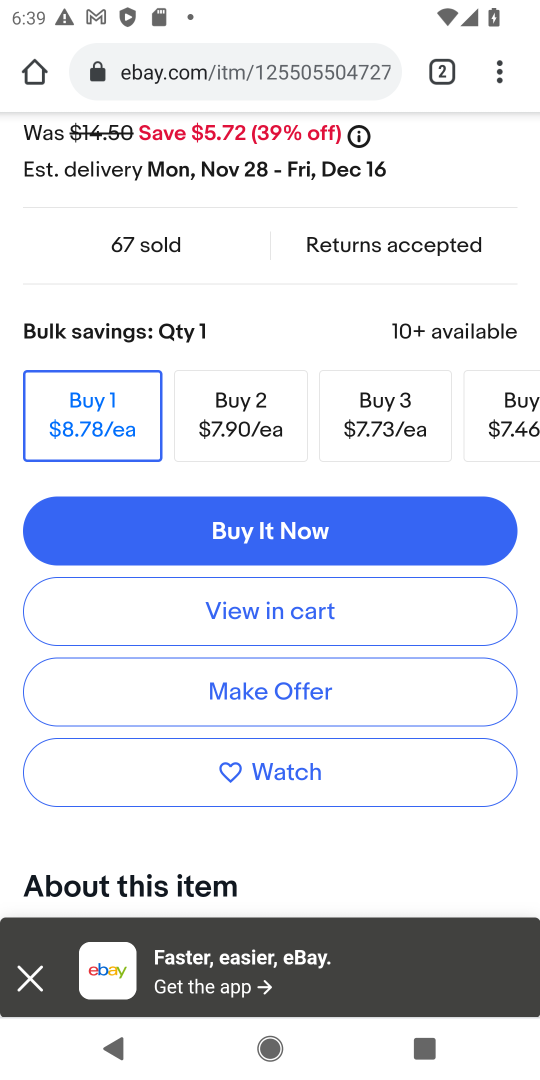 6:39
ebay.com/itm/125505504727
2
Was $14.50 Save $5.72 (39% off)
Est. delivery Mon, Nov 28 - Fri, Dec 16
67 sold
Returns accepted
Bulk savings: Qty 1
10+ available
Buy 1
$8.78/ea
Buy 2
$7.90/ea
Buy 3
$7.73/ea
Buy
$7.46
Buy It Now
View in cart
Make Offer
Watch
About this item
ebay
Faster, easier, eBay.
Get the app →